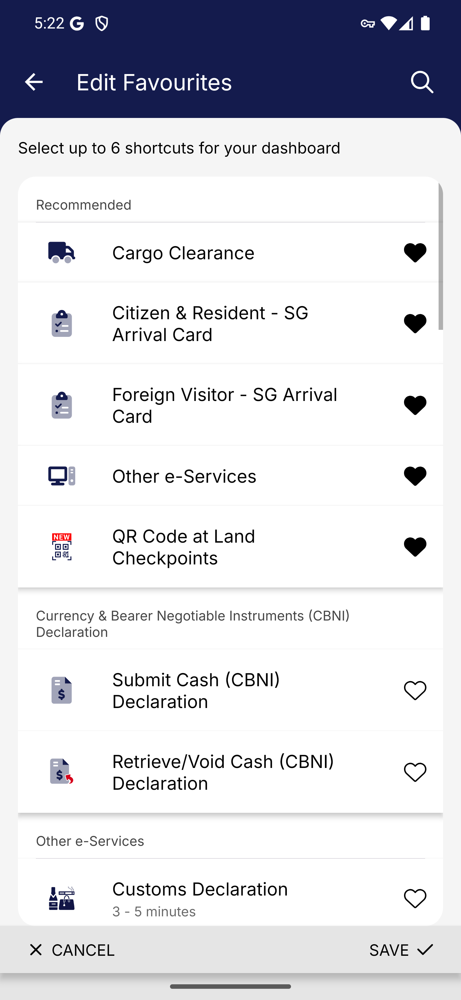 5:22
Edit Favourites
Select up to 6 shortcuts for your dashboard
Recommended
Cargo Clearance
Citizen & Resident - SG
Arrival Card
Foreign Visitor - SG Arrival
Card
Other e-Services
NEW
QR Code at Land
Checkpoints
Currency & Bearer Negotiable Instruments (CBNI)
Declaration
Submit Cash (CBNI)
Declaration
Retrieve/Void Cash (CBNI)
Declaration
Other e-Services
Customs Declaration
3 - 5 minutes
CANCEL
SAVE